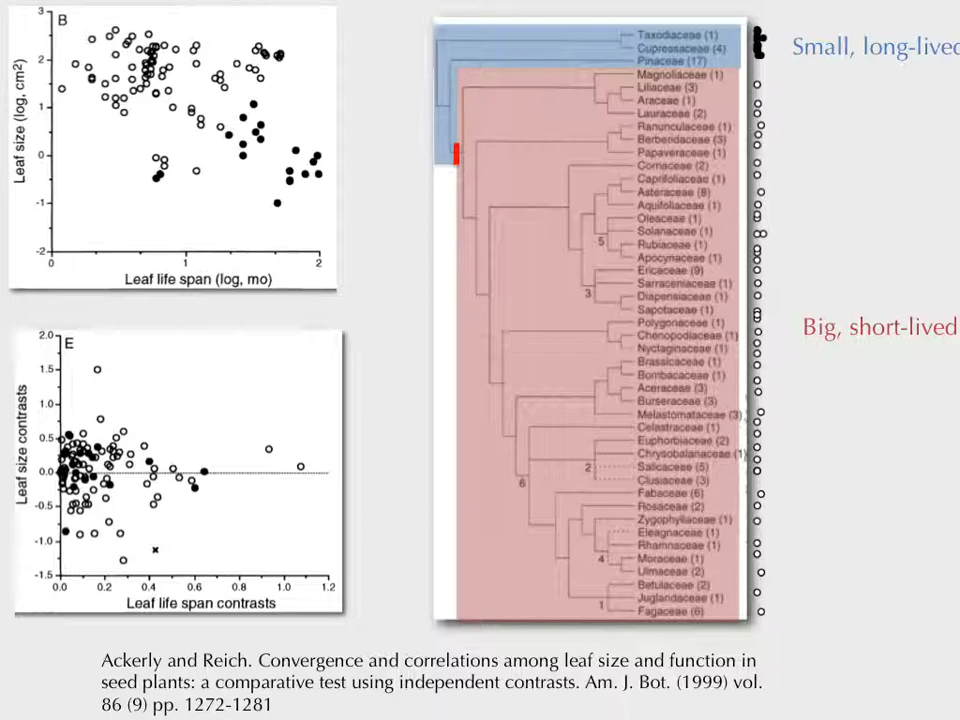 B
3
2
1
0
-1
-2
Leaf size (log, cm2)
0
1
2
Leaf life span (log, mo)
E
2.0
1.5
1.0
0.5
0.0
-0.5
-1.0
-1.5
Leaf size contrasts
0.0 0.2 0.4 0.6 0.8 1.0 1.2
Leaf life span contrasts
Taxodiaceae (1)
Cupressaceae (4)
Pinaceae (17)
Magnoliaceae (1)
Liliaceae (3)
Araceae (1)
Lauraceae (2)
Ranunculaceae (1)
Berberidaceae (3)
Papaveraceae (1)
Cornaceae (2)
Caprifoliaceae (1)
Asteraceae (8)
Aquifoliaceae (1)
Oleaceae (1)
Solanaceae (1)
5
Rubiaceae (1)
Apocynaceae (1)
Ericaceae (9)
Sarraceniaceae (1)
3
Diapensiaceae (1)
Sapotaceae (1)
Polygonaceae (1)
Chenopodiaceae (1)
Nyctaginaceae (1)
Brassicaceae (1)
Bombacaceae (1)
Aceraceae (3)
Burseraceae (3)
Melastomataceae (3)
Celastraceae (1)
Euphorbiaceae (2)
Chrysobalanaceae (1)
2
Salicaceae (5)
Clusiaceae (3)
6
Fabaceae (6)
Rosaceae (2)
Zygophyllaceae (1)
Eleagnaceae (1)
Rhamnaceae (1)
4
Moraceae (1)
Ulmaceae (2)
Betulaceae (2)
Juglandaceae (1)
1
Fagaceae (6)
Small, long-lived
Big, short-lived
Ackerly and Reich. Convergence and correlations among leaf size and function in
seed plants: a comparative test using independent contrasts. Am. J. Bot. (1999) vol.
86 (9) pp. 1272-1281